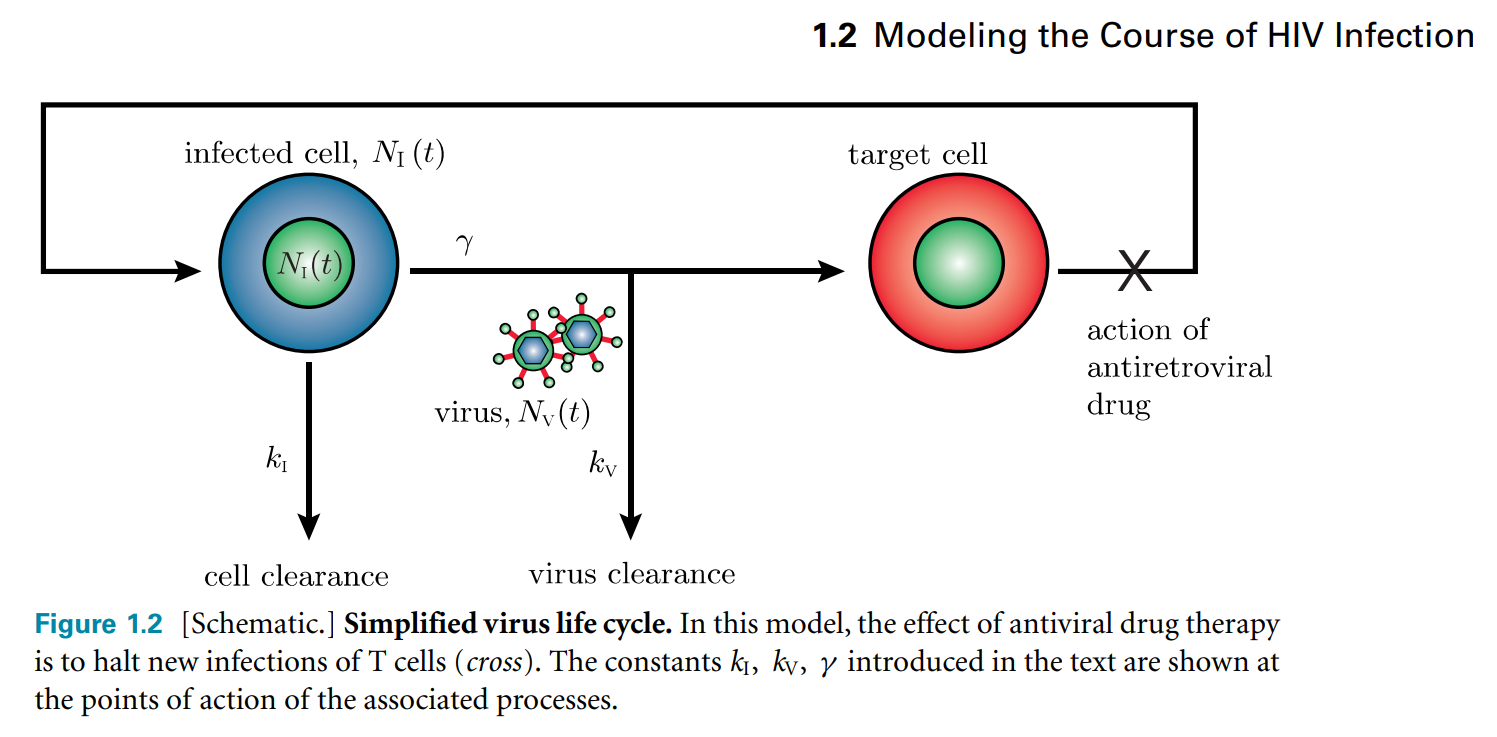 1.2 Modeling the Course of HIV Infection
infected cell, N_I (t)
target cell
N_I(t)
γ
action of
antiretroviral
drug
virus, N_V(t)
k_I
k_V
cell clearance
virus clearance
Figure 1.2 [Schematic.] Simplified virus life cycle. In this model, the effect of antiviral drug therapy
is to halt new infections of T cells (cross). The constants k_I, k_V, γ introduced in the text are shown at
the points of action of the associated processes.